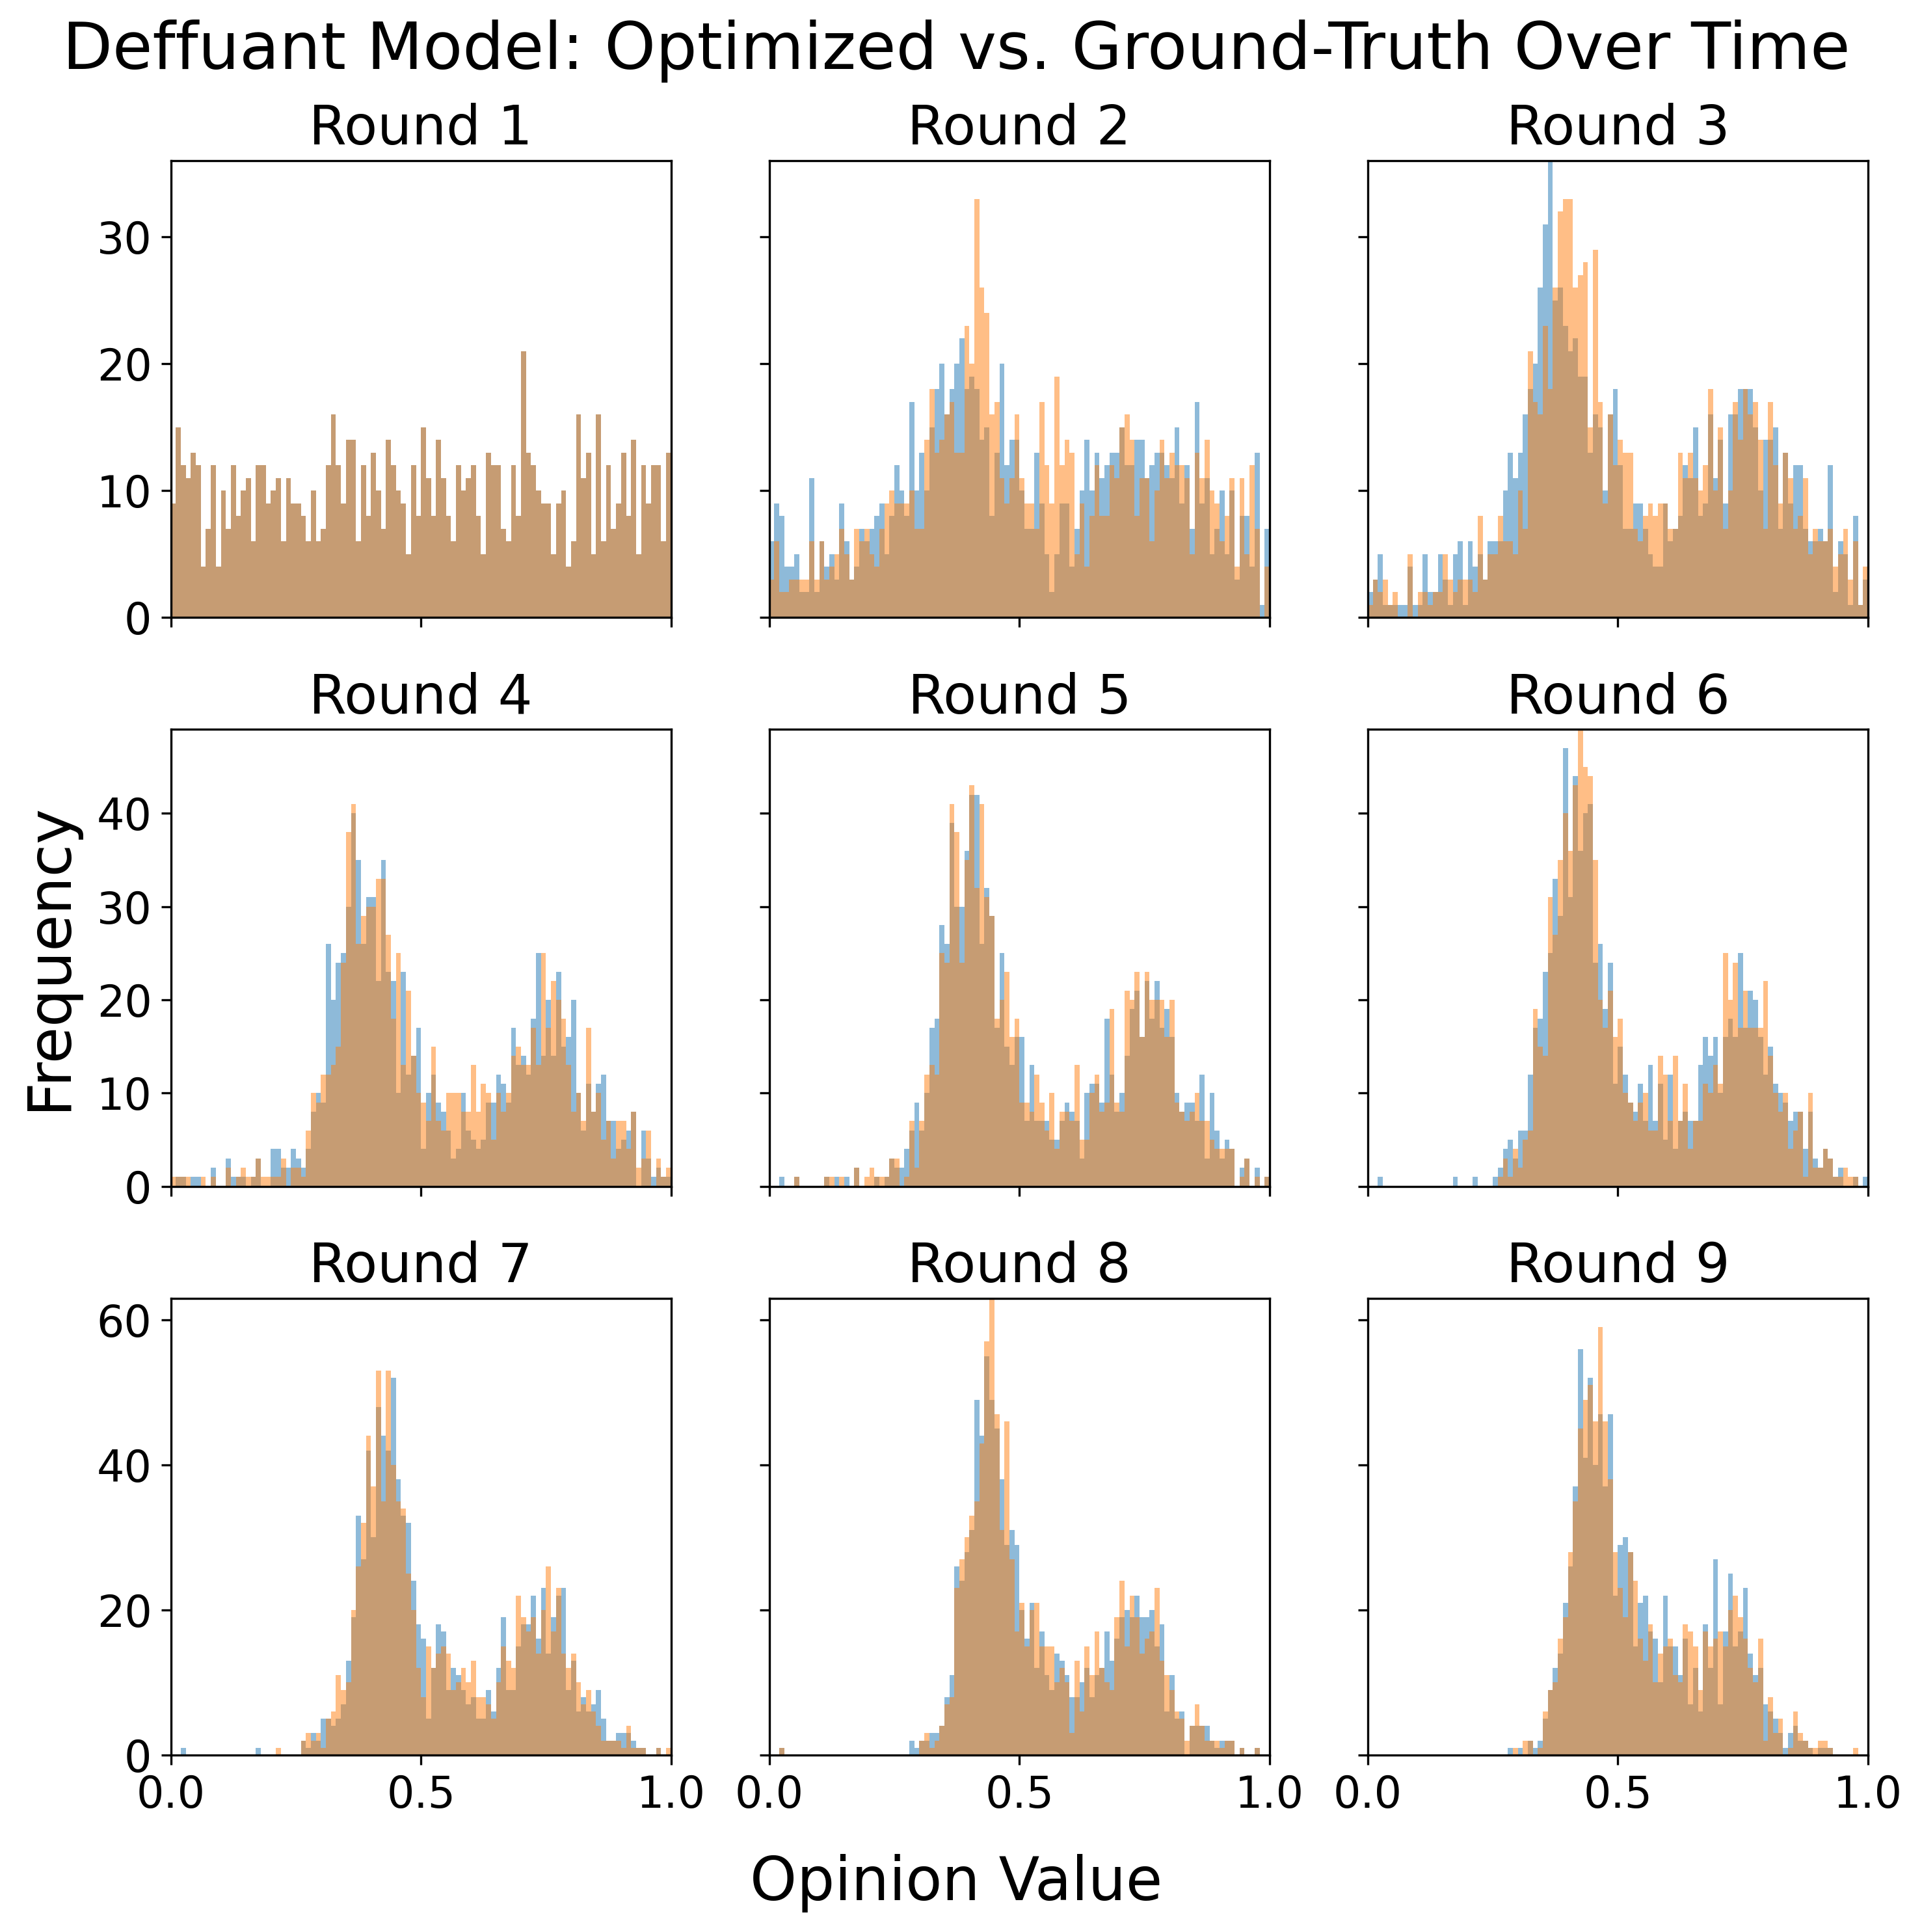 Deffuant Model: Optimized vs. Ground-Truth Over Time
Round 1
Round 2
Round 3
30
20
10
0
Round 4
Round 5
Round 6
Frequency
40
30
20
10
0
Round 7
Round 8
Round 9
60
40
20
0
0.0 0.5 1.0 0.0 0.5 1.0 0.0 0.5 1.0
Opinion Value